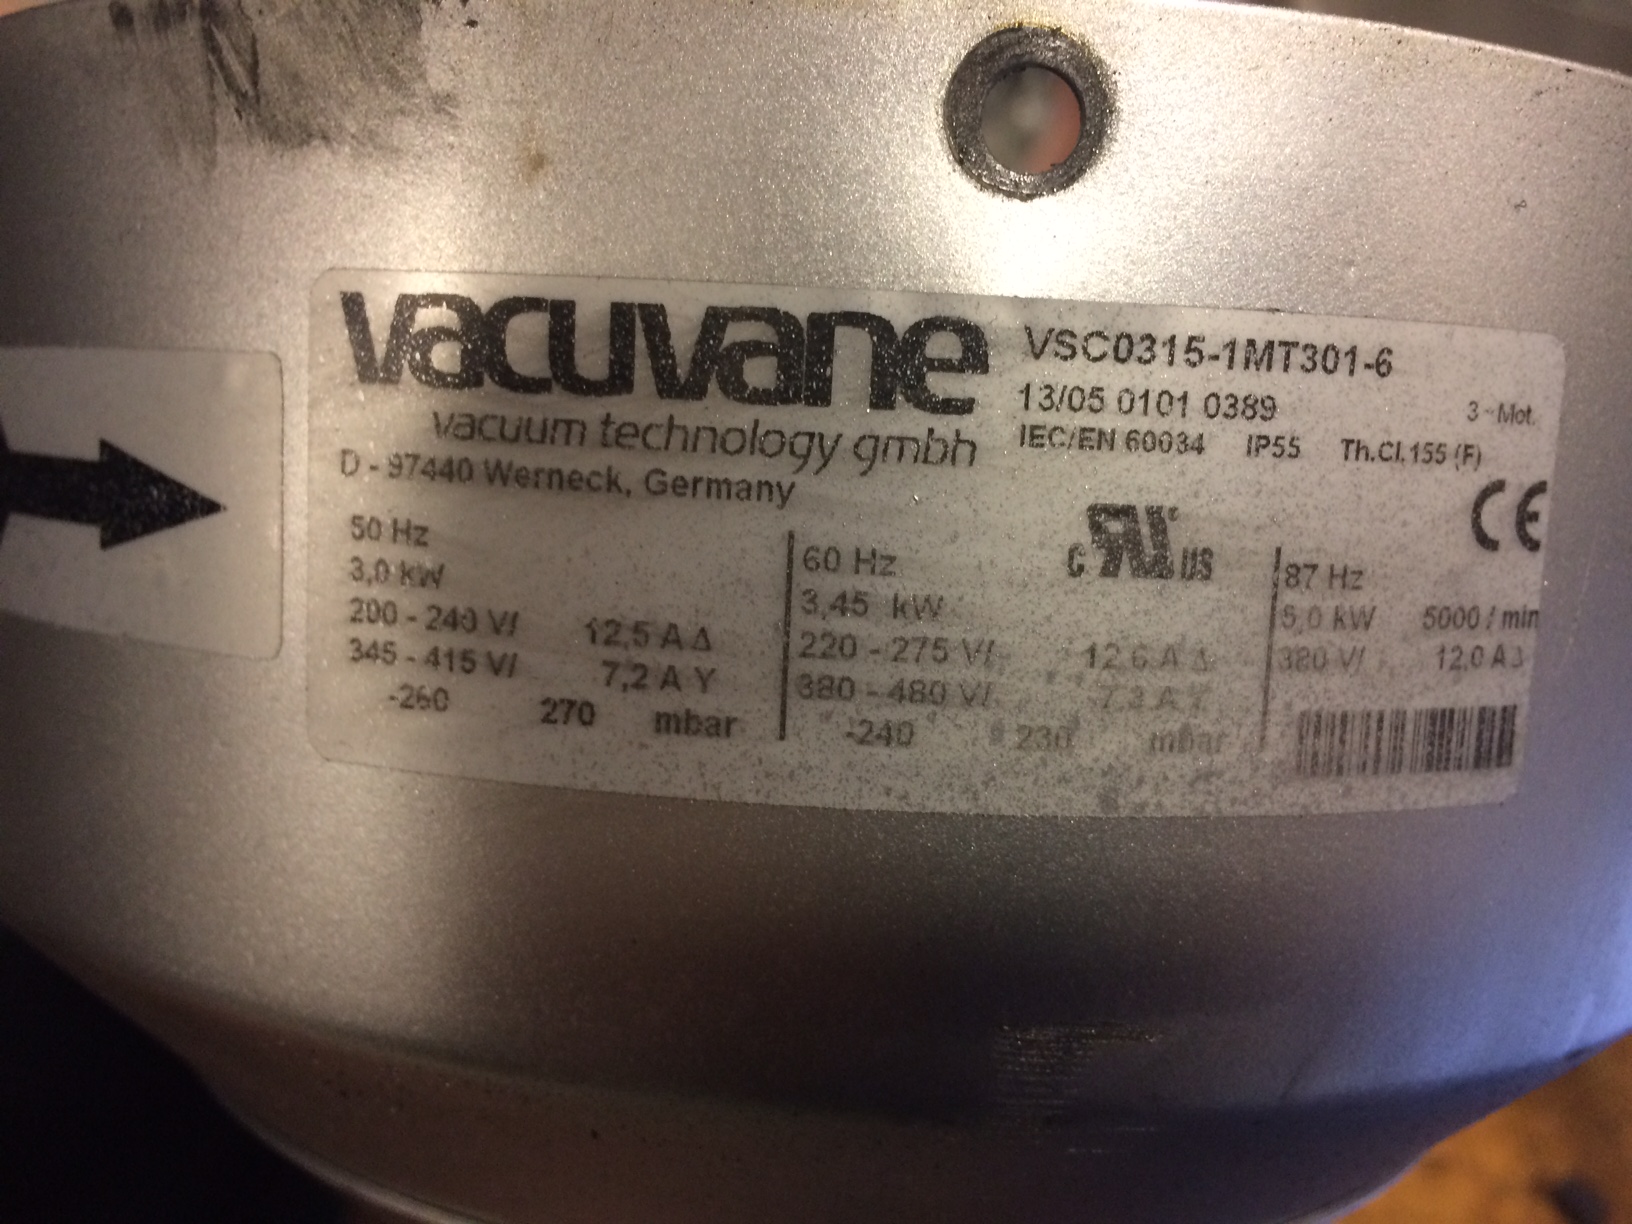 vacuvane
vacuum technology gmbh
D - 97440 Werneck, Germany
VSC0315-1MT301-6
13/05 0101 0389 3~Mot.
IEC/EN 60034 IP55 Th.Cl.155 (F)
CE
c RU US
50 Hz
3,0 kW
200 - 240 V/ 12,5 A Δ
345 - 415 V/ 7,2 A Y
-260 270 mbar
60 Hz
3,45 kW
220 - 275 V/ 12,6 A Δ
380 - 480 V/ 7,3 A Y
-240 230 mbar
87 Hz
5,0 kW 5000 / min
380 V/ 12,0 A Δ